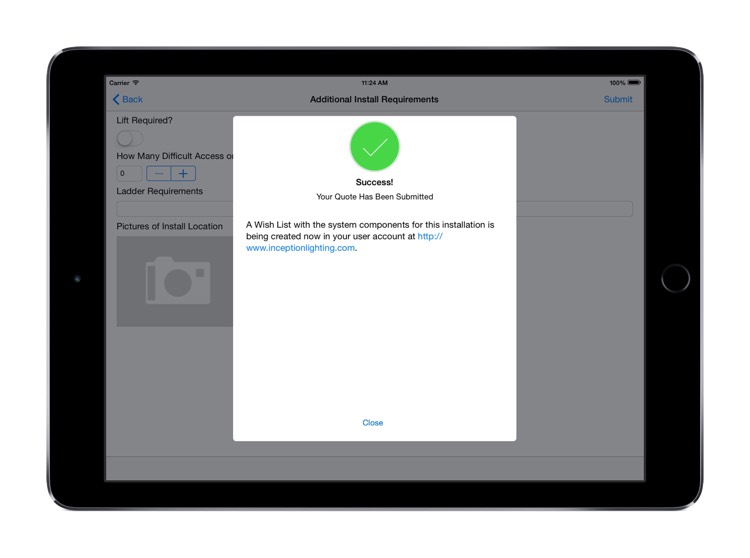 Carrier 11:24 AM 100%
Back Additional Install Requirements Submit
Lift Required?
How Many Difficult Access
0 — +
Ladder Requirements
Pictures of Install Location
Success!
Your Quote Has Been Submitted
A Wish List with the system components for this installation is
being created now in your user account at http://
www.inceptionlighting.com.
Close